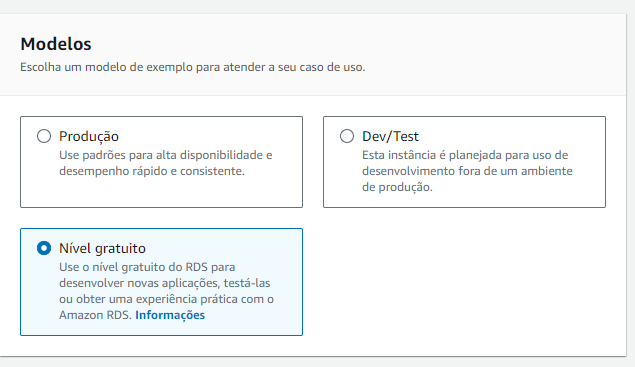 Modelos
Escolha um modelo de exemplo para atender a seu caso de uso.
Produção
Use padrões para alta disponibilidade e
desempenho rápido e consistente.
Dev/Test
Esta instância é planejada para uso de
desenvolvimento fora de um ambiente
de produção.
Nível gratuito
Use o nível gratuito do RDS para
desenvolver novas aplicações, testá-las
ou obter uma experiência prática com o
Amazon RDS. Informações